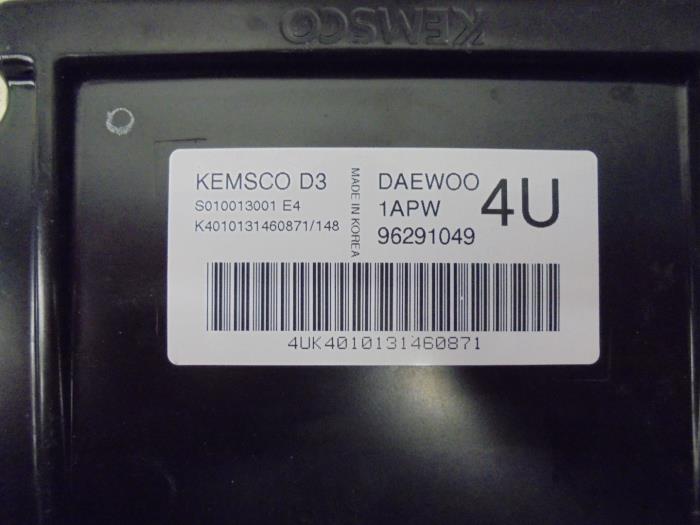 KEMSCO
KEMSCO D3
S010013001 E4
K4010131460871/148
MADE IN KOREA
DAEWOO
1APW
96291049
4U
4UK4010131460871